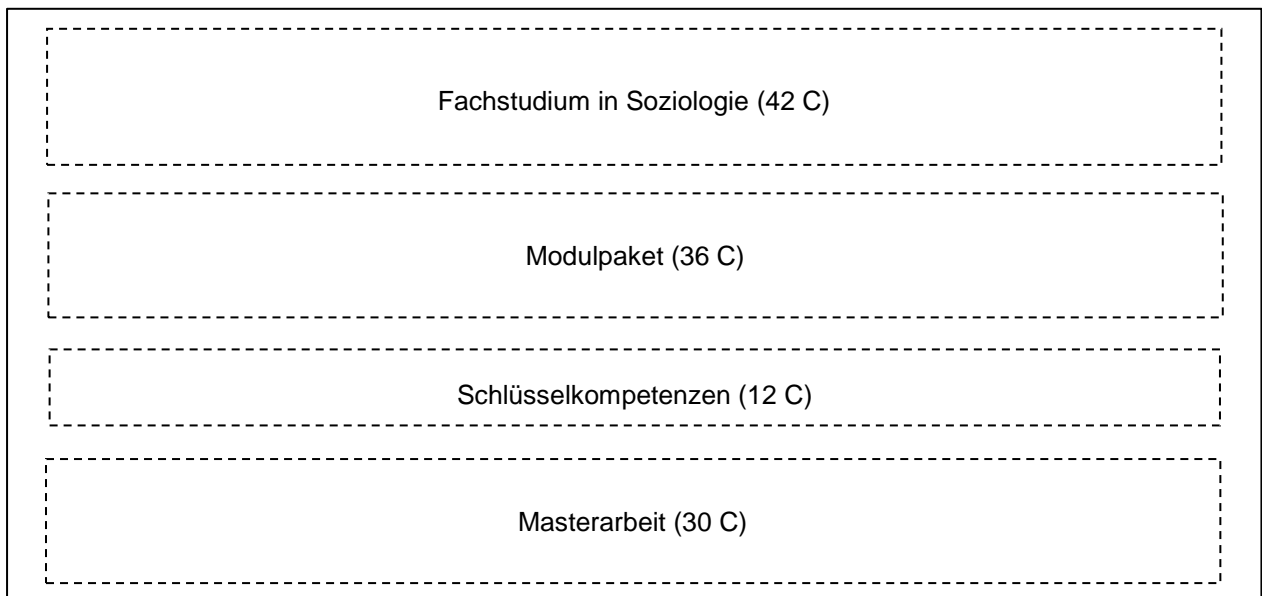 Fachstudium in Soziologie (42 C)
Modulpaket (36 C)
Schlüsselkompetenzen (12 C)
Masterarbeit (30 C)